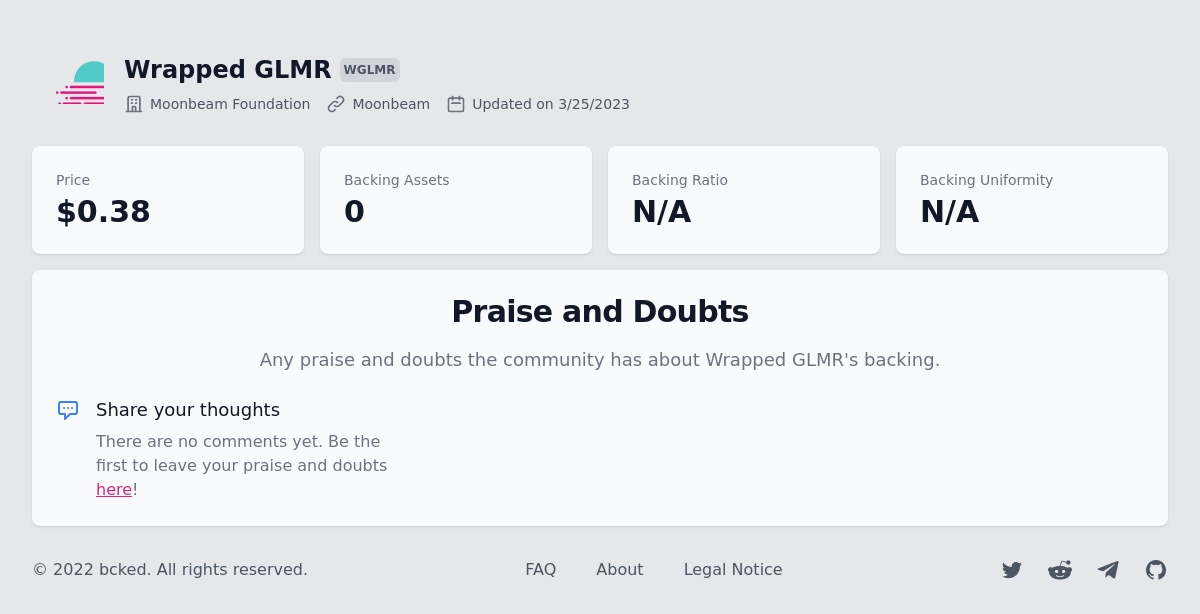 Wrapped GLMR WGLMR
Moonbeam Foundation Moonbeam Updated on 3/25/2023
Price
$0.38
Backing Assets
0
Backing Ratio
N/A
Backing Uniformity
N/A
Praise and Doubts
Any praise and doubts the community has about Wrapped GLMR's backing.
Share your thoughts
There are no comments yet. Be the
first to leave your praise and doubts
here!
© 2022 bcked. All rights reserved. FAQ About Legal Notice